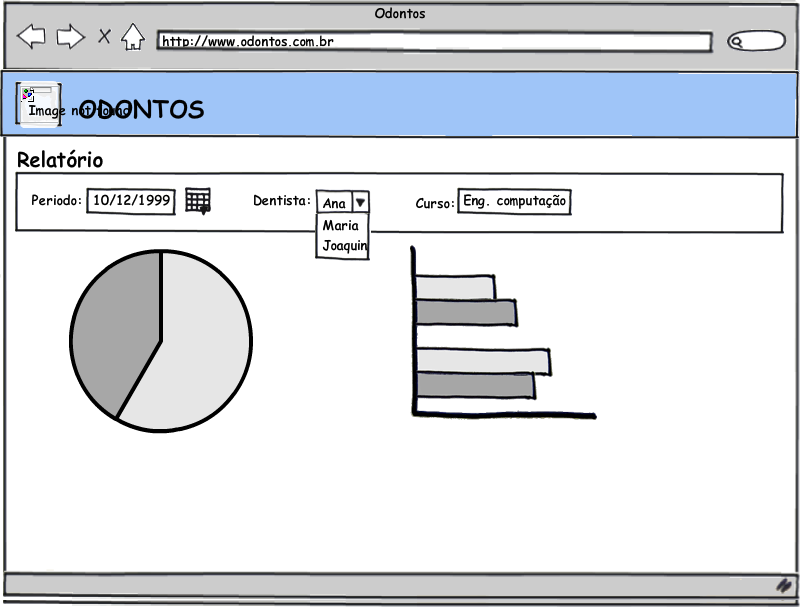 Odontos
http://www.odontos.com.br
Image not found
ODONTOS
Relatório
Periodo: 10/12/1999 Dentista: Ana Curso: Eng. computação
Maria
Joaquin